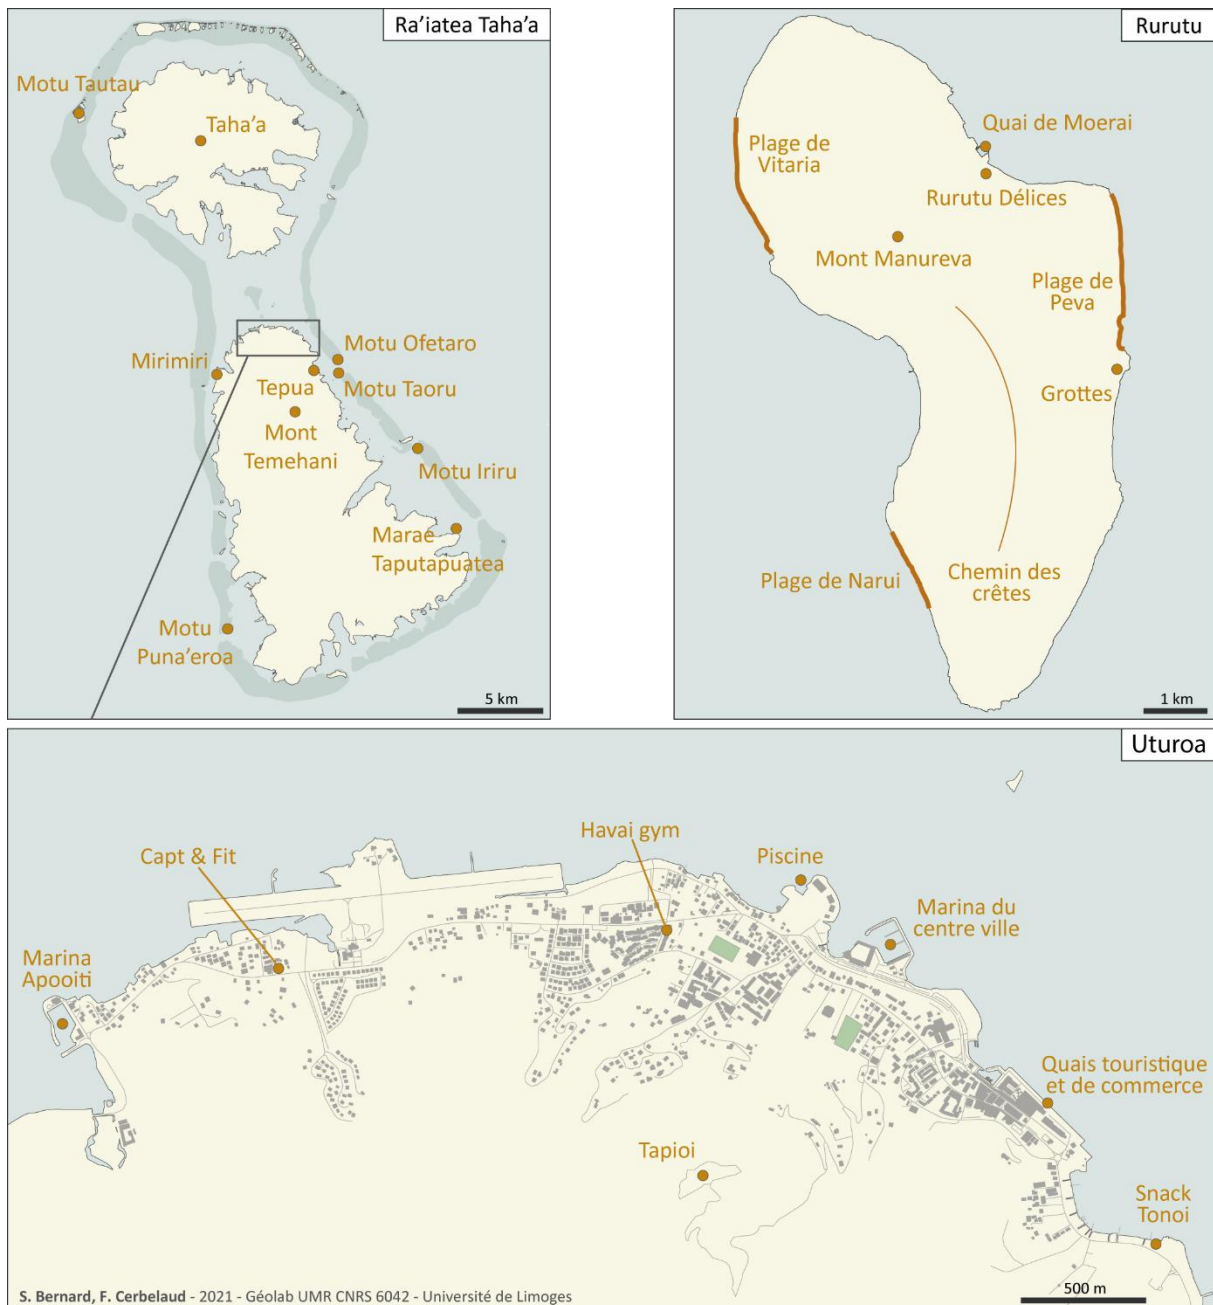 Ra’iatea Taha’a
Motu Tautau
Taha’a
Mirimiri
Motu Ofetaro
Tepua
Motu Taoru
Mont
Temehani
Motu Iriru
Marae
Taputapuatea
Motu
Puna’eroa
5 km
Rurutu
Quai de Moerai
Plage de
Vitaria
Rurutu Délices
Mont Manureva
Plage de
Peva
Grottes
Plage de Narui
Chemin des
crêtes
1 km
Uturoa
Havai gym
Capt & Fit
Piscine
Marina du
centre ville
Marina
Apooiti
Quais touristique
et de commerce
Tapioi
Snack
Tonoi
500 m
S. Bernard, F. Cerbelaud - 2021 - Géolab UMR CNRS 6042 - Université de Limoges